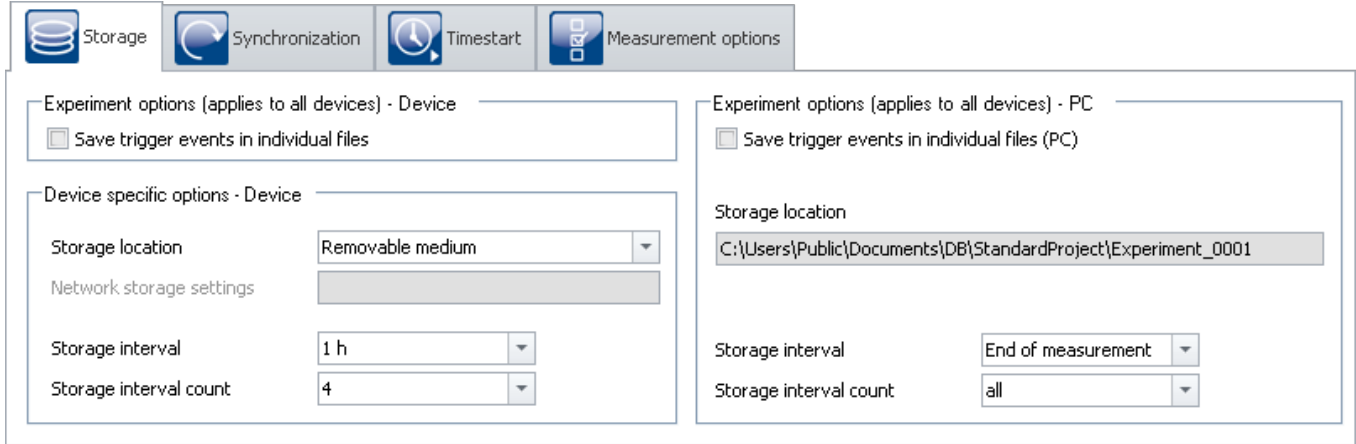 Storage
Synchronization
Timestart
Measurement options
Experiment options (applies to all devices) - Device
Save trigger events in individual files
Device specific options - Device
Storage location
Removable medium
Network storage settings
Storage interval
1 h
Storage interval count
4
Experiment options (applies to all devices) - PC
Save trigger events in individual files (PC)
Storage location
C:\Users\Public\Documents\DB\StandardProject\Experiment_0001
Storage interval
End of measurement
Storage interval count
all